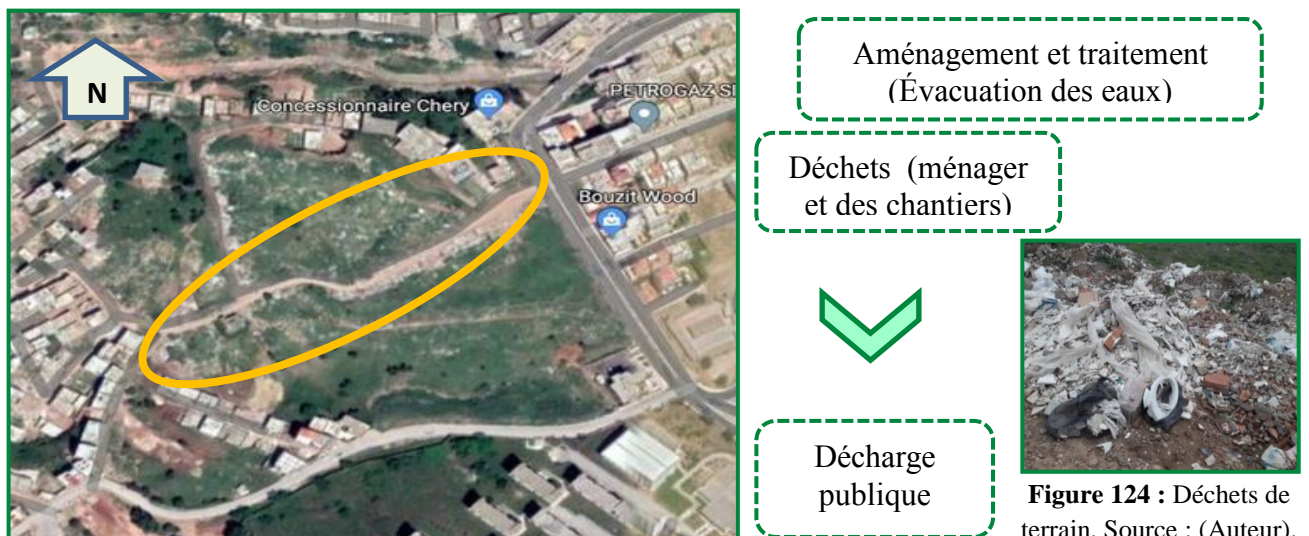 N
Concessionnaire Chery
PETROGAZ
Bouzit Wood
Aménagement et traitement
(Évacuation des eaux)
Déchets (ménager
et des chantiers)
Décharge
publique
Figure 124 : Déchets de
terrain. Source : (Auteur).